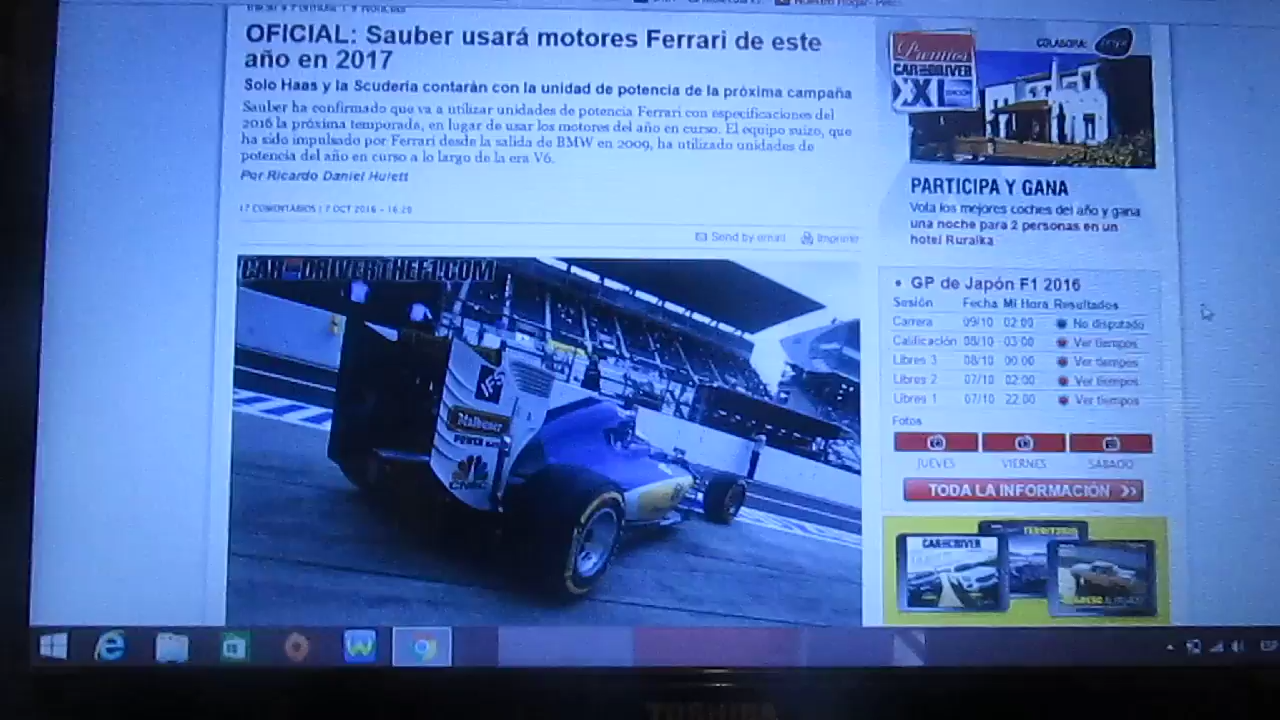 OFICIAL: Sauber usará motores Ferrari de este
año en 2017
Solo Haas y la Scuderia contarán con la unidad de potencia de la próxima campaña
Sauber ha confirmado que va a utilizar unidades de potencia Ferrari con especificaciones del
2016 la próxima temporada, en lugar de usar los motores del año en curso. El equipo suizo, que
ha sido impulsado por Ferrari desde la salida de BMW en 2009, ha utilizado unidades de
potencia del año en curso a lo largo de la era V6.
Por Ricardo Daniel Hulett
17 COMENTARIOS | 7 OCT 2016 - 16:20
Send by email
Imprimir
CAR AND DRIVER THEF1.COM
IFS
CNBC
COLABORA:
Premios
CAR AND DRIVER
XXI EDICIÓN
PARTICIPA Y GANA
Vota los mejores coches del año y gana
una noche para 2 personas en un
hotel Ruralka
• GP de Japón F1 2016
Sesión Fecha Mi Hora Resultados
Carrera 09/10 02:00 No disputado
Calificación 08/10 03:00 Ver tiempos
Libres 3 08/10 00:00 Ver tiempos
Libres 2 07/10 02:00 Ver tiempos
Libres 1 07/10 22:00 Ver tiempos
Fotos
JUEVES VIERNES SABADO
TODA LA INFORMACIÓN
CAR AND DRIVER
ESP
TOSHIBA